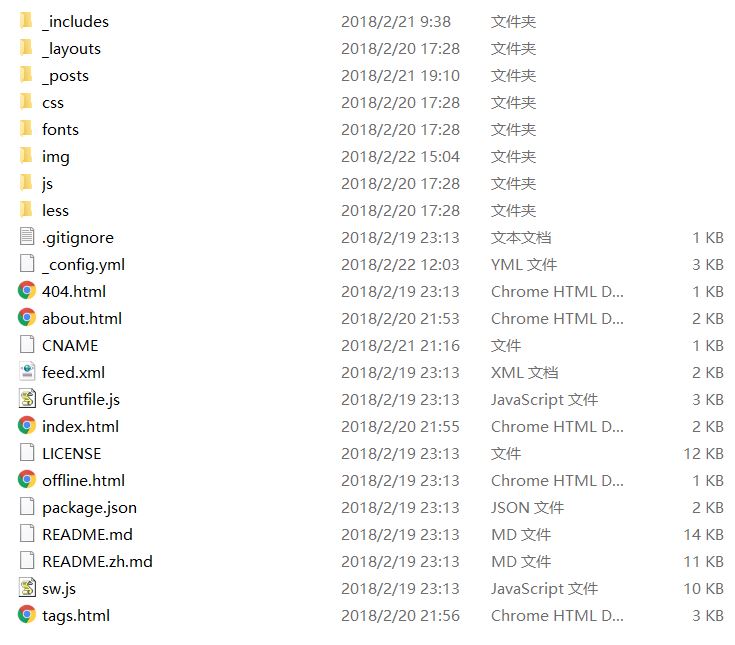 _includes 2018/2/21 9:38 文件夹
_layouts 2018/2/20 17:28 文件夹
_posts 2018/2/21 19:10 文件夹
css 2018/2/20 17:28 文件夹
fonts 2018/2/20 17:28 文件夹
img 2018/2/22 15:04 文件夹
js 2018/2/20 17:28 文件夹
less 2018/2/20 17:28 文件夹
.gitignore 2018/2/19 23:13 文本文档 1 KB
_config.yml 2018/2/22 12:03 YML 文件 3 KB
404.html 2018/2/19 23:13 Chrome HTML D... 1 KB
about.html 2018/2/20 21:53 Chrome HTML D... 2 KB
CNAME 2018/2/21 21:16 文件 1 KB
feed.xml 2018/2/19 23:13 XML 文档 2 KB
Gruntfile.js 2018/2/19 23:13 JavaScript 文件 3 KB
index.html 2018/2/20 21:55 Chrome HTML D... 2 KB
LICENSE 2018/2/19 23:13 文件 12 KB
offline.html 2018/2/19 23:13 Chrome HTML D... 1 KB
package.json 2018/2/19 23:13 JSON 文件 2 KB
README.md 2018/2/19 23:13 MD 文件 14 KB
README.zh.md 2018/2/19 23:13 MD 文件 11 KB
sw.js 2018/2/19 23:13 JavaScript 文件 10 KB
tags.html 2018/2/20 21:56 Chrome HTML D... 3 KB